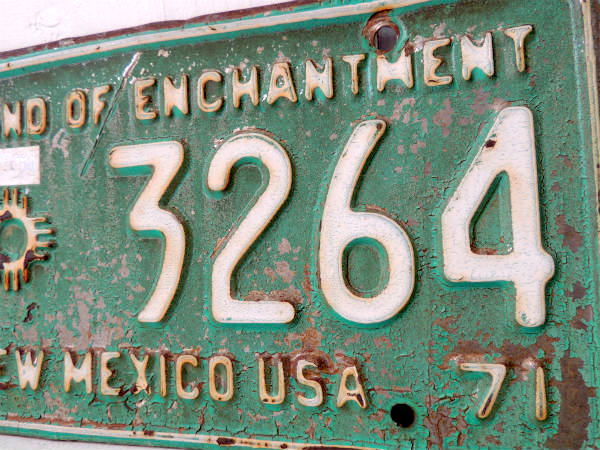 ND OF ENCHANTMENT
3264
EW MEXICO USA 71